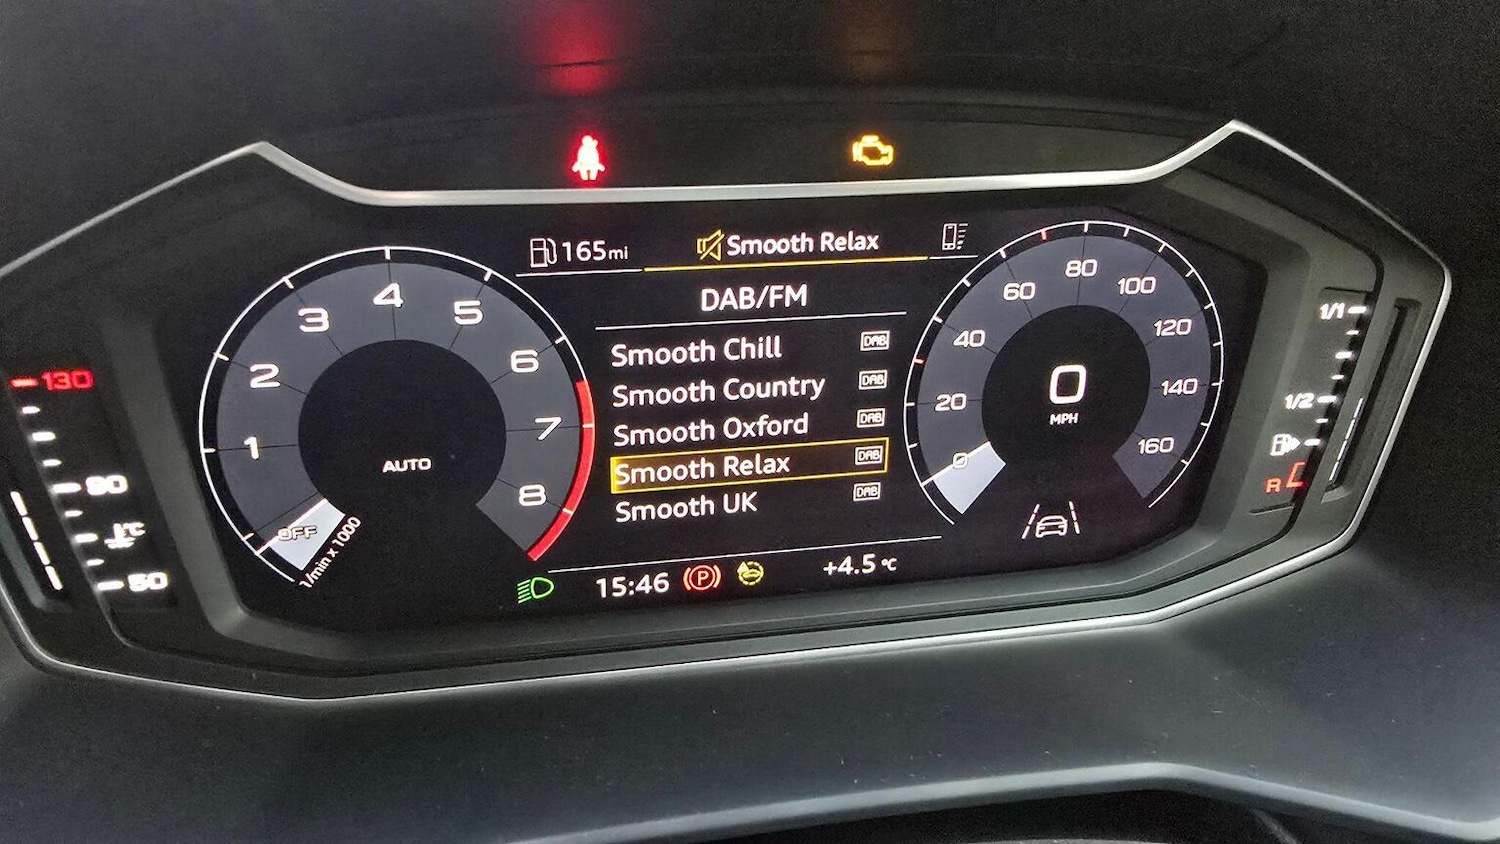 165mi
Smooth Relax
DAB/FM
Smooth Chill DAB
Smooth Country DAB
Smooth Oxford DAB
Smooth Relax DAB
Smooth UK DAB
15:46
P
+4.5 °C
130
90
°C
50
OFF
1
2
3
4
5
6
7
8
AUTO
1/min x 1000
0
20
40
60
80
100
120
140
160
0
MPH
1/1
1/2
R